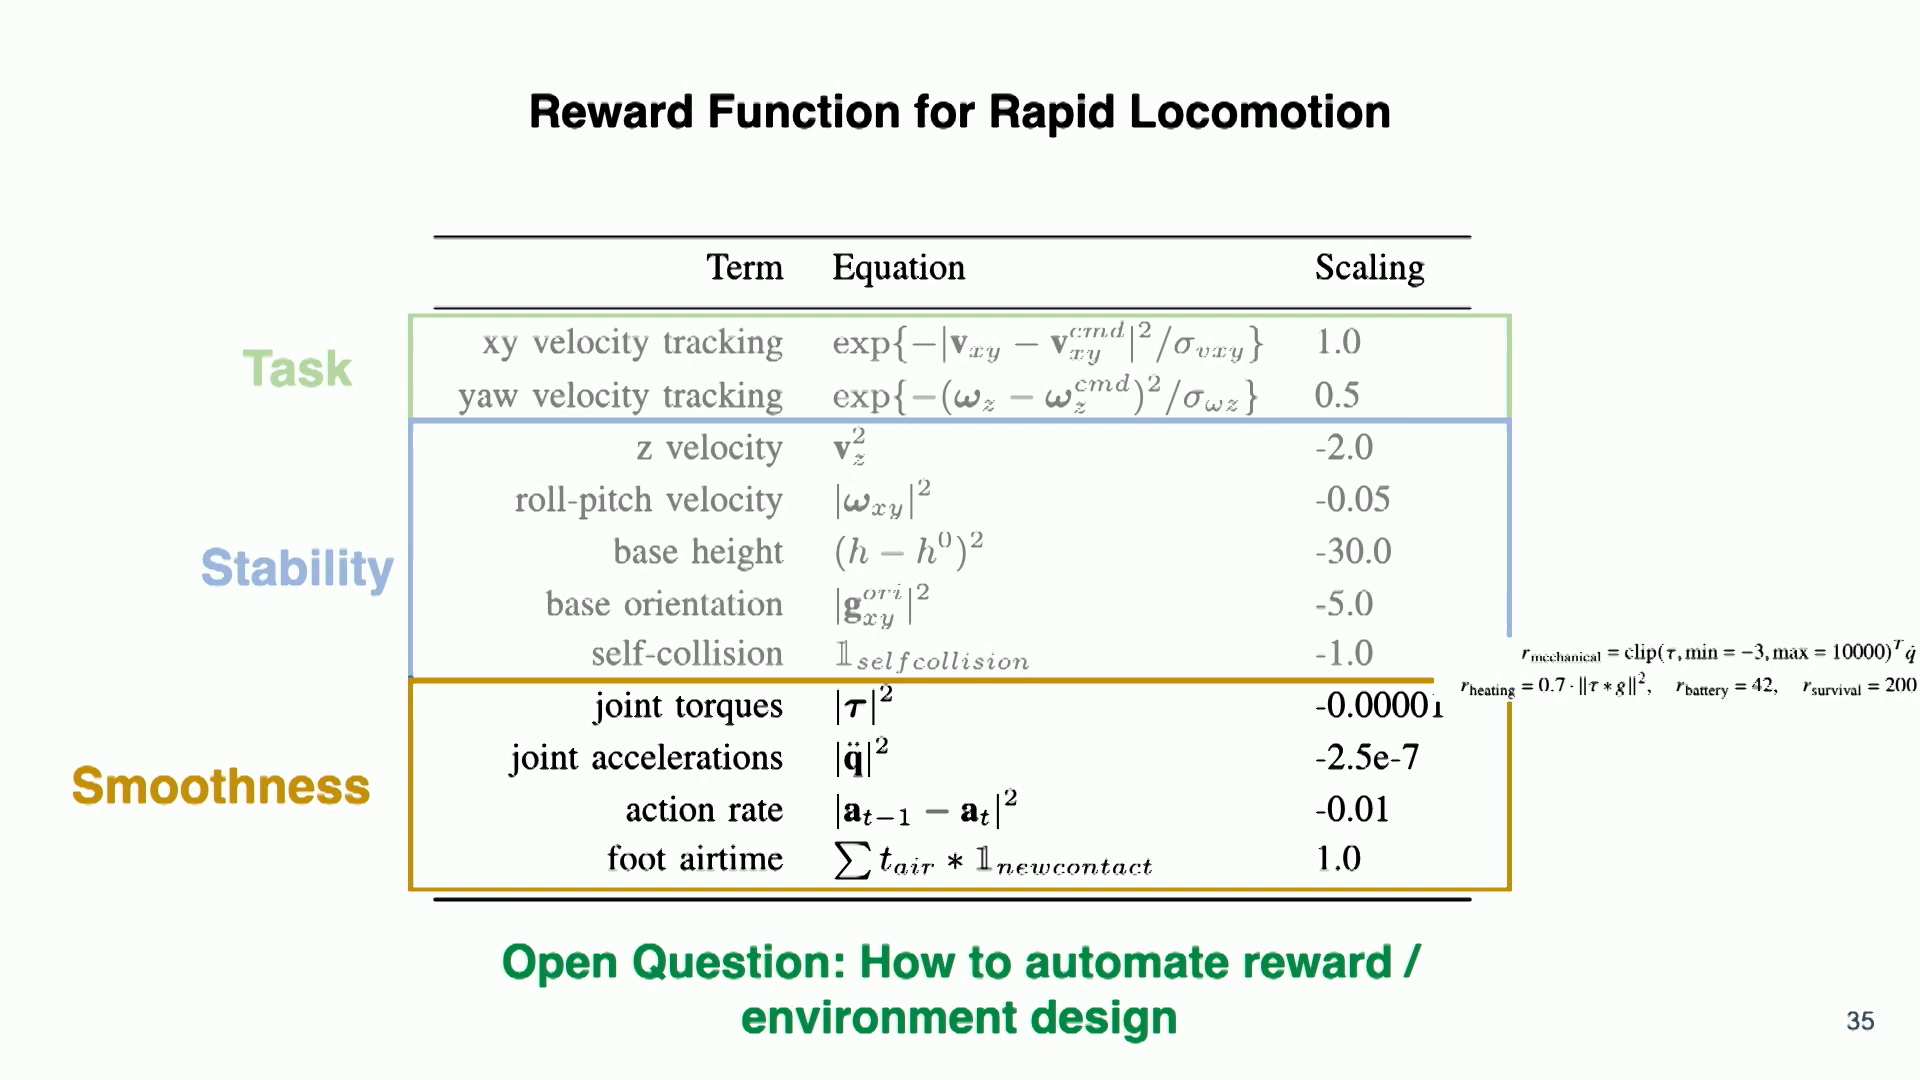 Reward Function for Rapid Locomotion
Term Equation Scaling
Task
xy velocity tracking exp{−|v_xy − v_xy^cmd|²/σ_vxy} 1.0
yaw velocity tracking exp{−(ω_z − ω_z^cmd)²/σ_ωz} 0.5
Stability
z velocity v_z² -2.0
roll-pitch velocity |ω_xy|² -0.05
base height (h − h⁰)² -30.0
base orientation |g_xy^ori|² -5.0
self-collision 𝟙_selfcollision -1.0
r_mechanical = clip(τ, min = −3, max = 10000)^T q̇
r_heating = 0.7 · ||τ * g||², r_battery = 42, r_survival = 200
Smoothness
joint torques |τ|² -0.00001
joint accelerations |q̈|² -2.5e-7
action rate |a_t−1 − a_t|² -0.01
foot airtime ∑ t_air * 𝟙_newcontact 1.0
Open Question: How to automate reward /
environment design
35